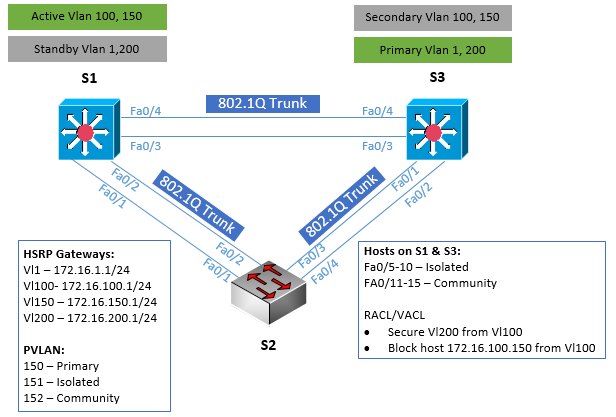 Active Vlan 100, 150
Standby Vlan 1,200
S1
Secondary Vlan 100, 150
Primary Vlan 1, 200
S3
802.1Q Trunk
Fa0/4
Fa0/4
Fa0/3
Fa0/3
Fa0/2
Fa0/1
802.1Q Trunk
Fa0/2
Fa0/1
802.1Q Trunk
Fa0/1
Fa0/2
Fa0/3
Fa0/4
S2
HSRP Gateways:
Vl1 – 172.16.1.1/24
Vl100- 172.16.100.1/24
Vl150 – 172.16.150.1/24
Vl200 – 172.16.200.1/24
PVLAN:
150 – Primary
151 – Isolated
152 – Community
Hosts on S1 & S3:
Fa0/5-10 – Isolated
FA0/11-15 – Community
RACL/VACL
• Secure Vl200 from Vl100
• Block host 172.16.100.150 from Vl100